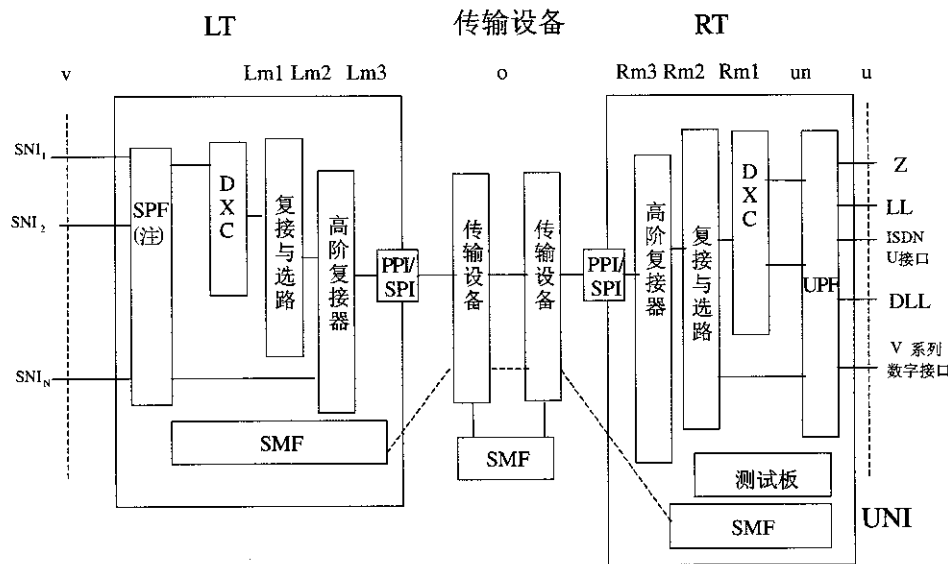 LT 传输设备 RT
v Lm1 Lm2 Lm3 o Rm3 Rm2 Rm1 un u
SNI₁
SNI₂
SNI_N
SPF
(注)
DXC
复接与选路
高阶复接器
PPI/
SPI
SMF
传输设备
传输设备
SMF
PPI/
SPI
高阶复接器
复接与选路
DXC
UPF
测试板
SMF
Z
LL
ISDN
U接口
DLL
V 系列
数字接口
UNI